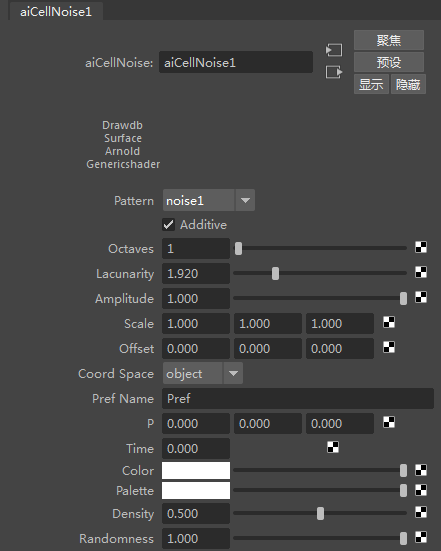 aiCellNoise1
聚焦
aiCellNoise: aiCellNoise1 预设
显示 隐藏
Drawdb
Surface
Arnold
Genericshader
Pattern noise1
Additive
Octaves 1
Lacunarity 1.920
Amplitude 1.000
Scale 1.000 1.000 1.000
Offset 0.000 0.000 0.000
Coord Space object
Pref Name Pref
P 0.000 0.000 0.000
Time 0.000
Color
Palette
Density 0.500
Randomness 1.000